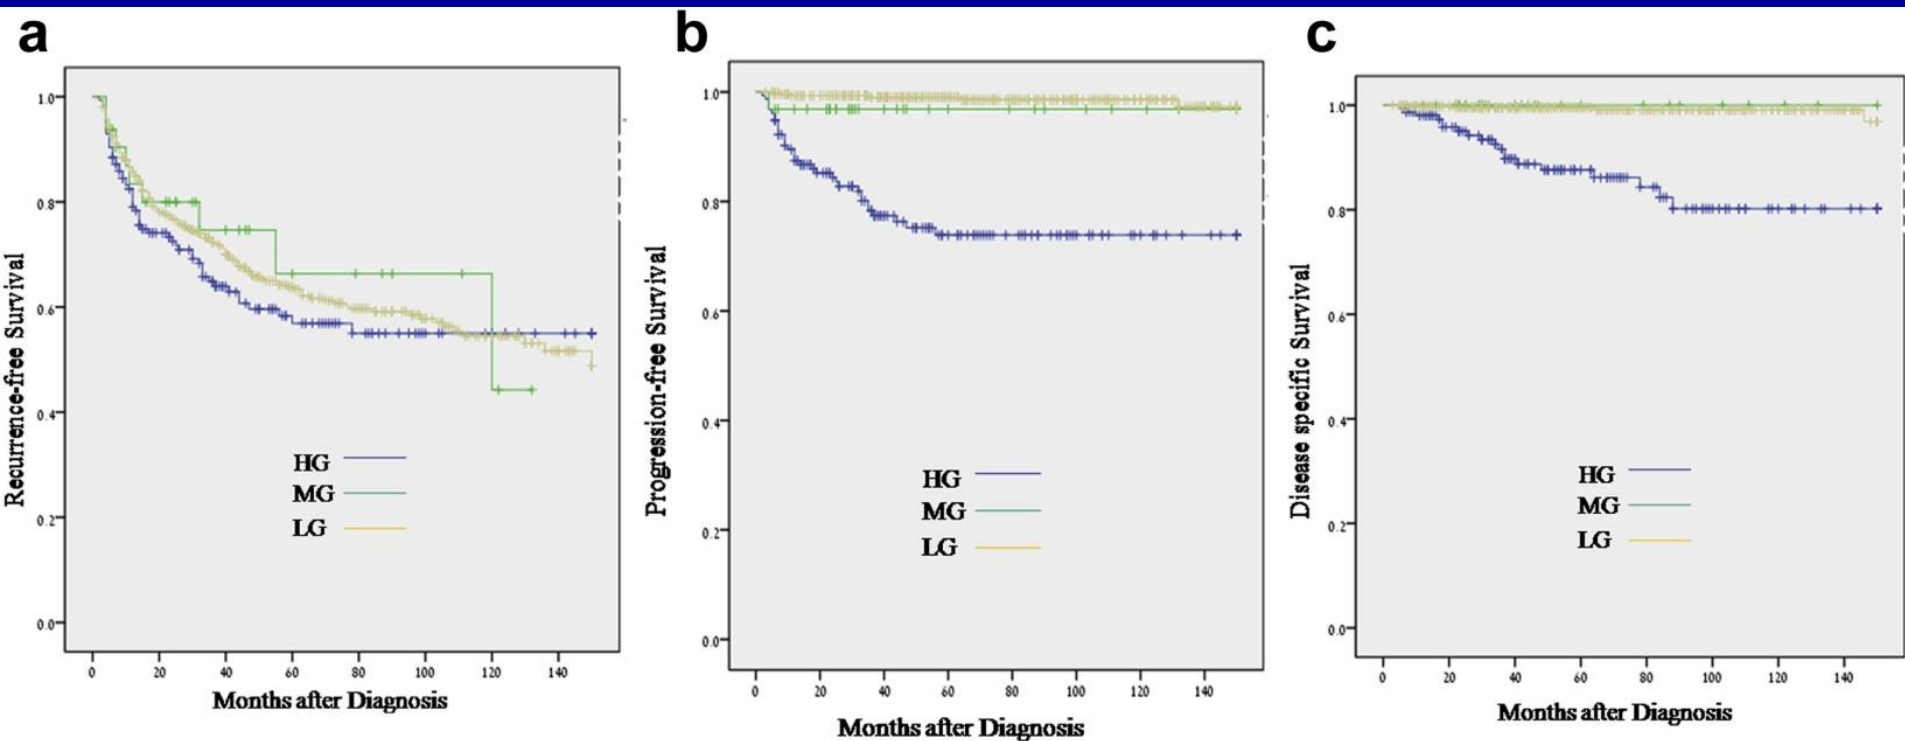 a
1.0
0.8
0.6
0.4
0.2
0.0
Recurrence-free Survival
HG
MG
LG
0 20 40 60 80 100 120 140
Months after Diagnosis
b
1.0
0.8
0.6
0.4
0.2
0.0
Progression-free Survival
HG
MG
LG
0 20 40 60 80 100 120 140
Months after Diagnosis
c
1.0
0.8
0.6
0.4
0.2
0.0
Disease specific Survival
HG
MG
LG
0 20 40 60 80 100 120 140
Months after Diagnosis